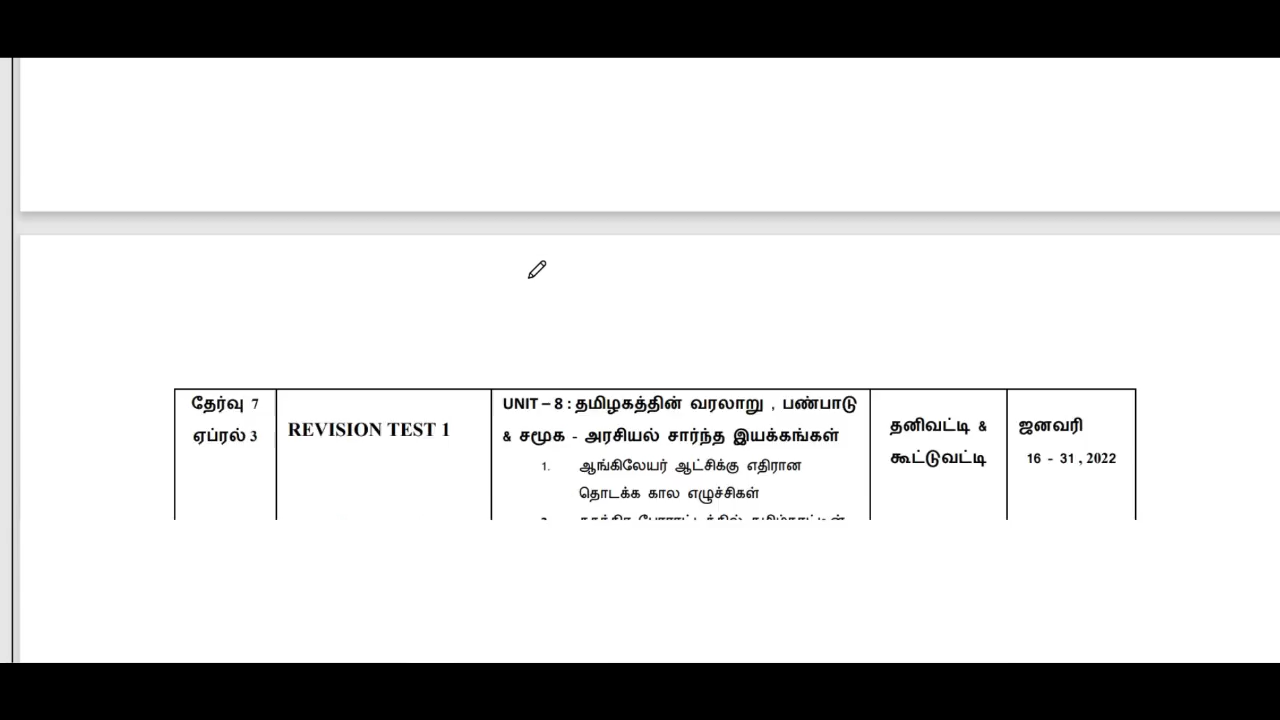 தேர்வு 7
ஏப்ரல் 3
REVISION TEST 1
UNIT – 8 : தமிழகத்தின் வரலாறு , பண்பாடு
& சமூக - அரசியல் சார்ந்த இயக்கங்கள்
1. ஆங்கிலேயர் ஆட்சிக்கு எதிரான
தொடக்க கால எழுச்சிகள்
தனிவட்டி &
கூட்டுவட்டி
ஜனவரி
16 - 31 , 2022